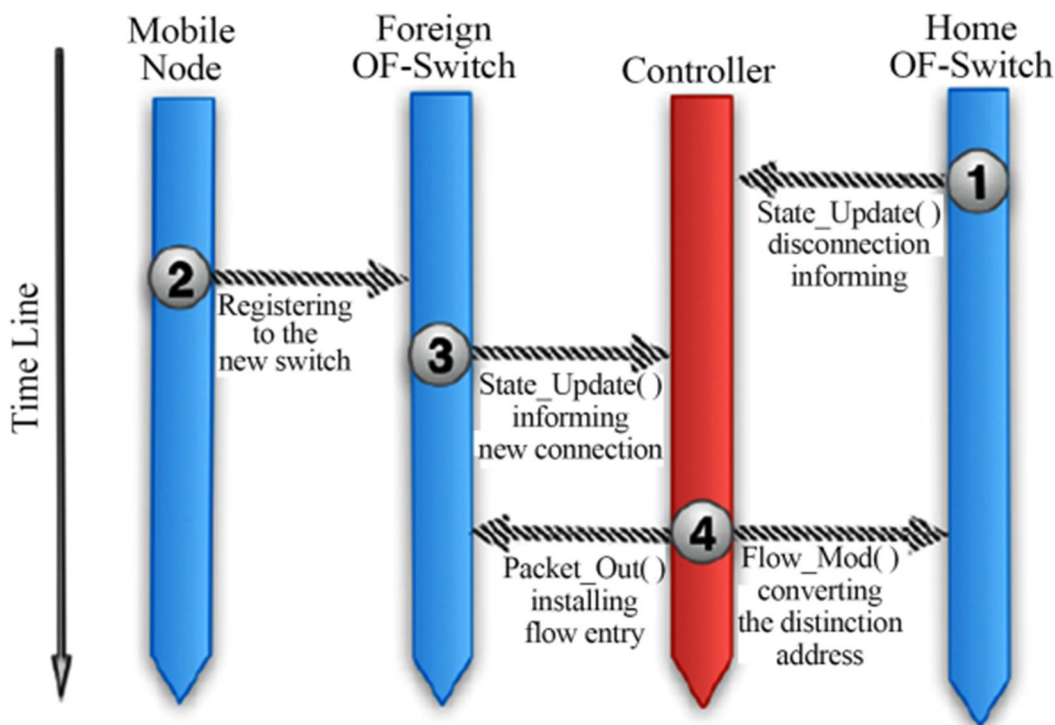 Mobile
Node
Foreign
OF-Switch
Controller
Home
OF-Switch
Time Line
1
State_Update( )
disconnection
informing
2
Registering
to the
new switch
3
State_Update( )
informing
new connection
4
Packet_Out( )
installing
flow entry
Flow_Mod( )
converting
the distinction
address